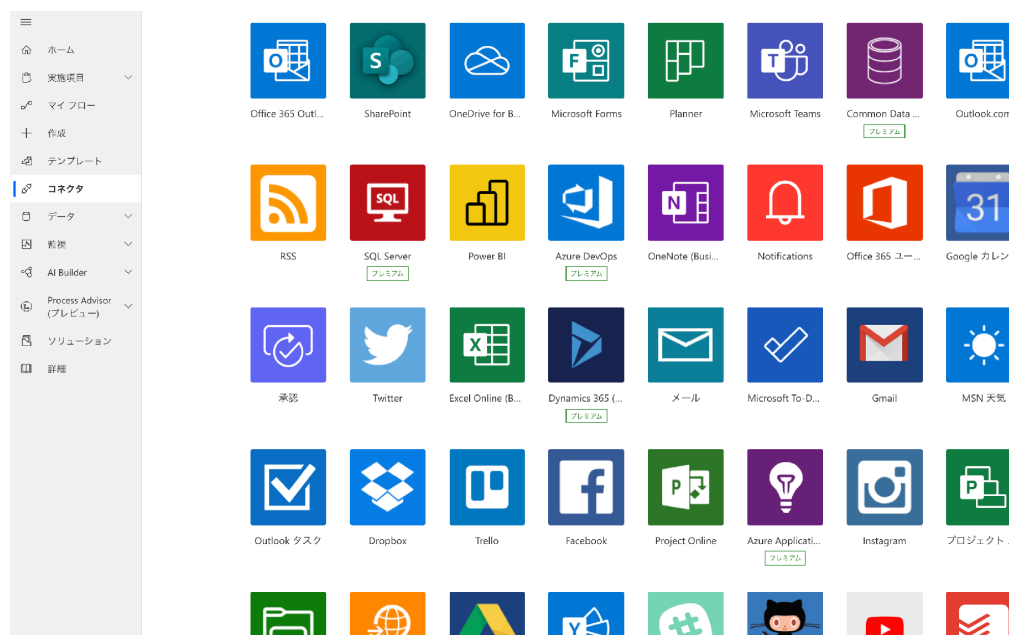 ホーム
実施項目
マイ フロー
作成
テンプレート
コネクタ
データ
監視
AI Builder
Process Advisor
(プレビュー)
ソリューション
詳細
Office 365 Outl...
SharePoint
OneDrive for B...
Microsoft Forms
Planner
Microsoft Teams
Common Data ...
プレミアム
Outlook.com
RSS
SQL
SQL Server
プレミアム
Power BI
Azure DevOps
プレミアム
OneNote (Busi...
Notifications
Office 365 ユー...
31
Google カレン
承認
Twitter
Excel Online (B...
Dynamics 365 (...
プレミアム
メール
Microsoft To-D...
Gmail
MSN 天気
Outlook タスク
Dropbox
Trello
Facebook
Project Online
Azure Applicati...
プレミアム
Instagram
プロジェクト